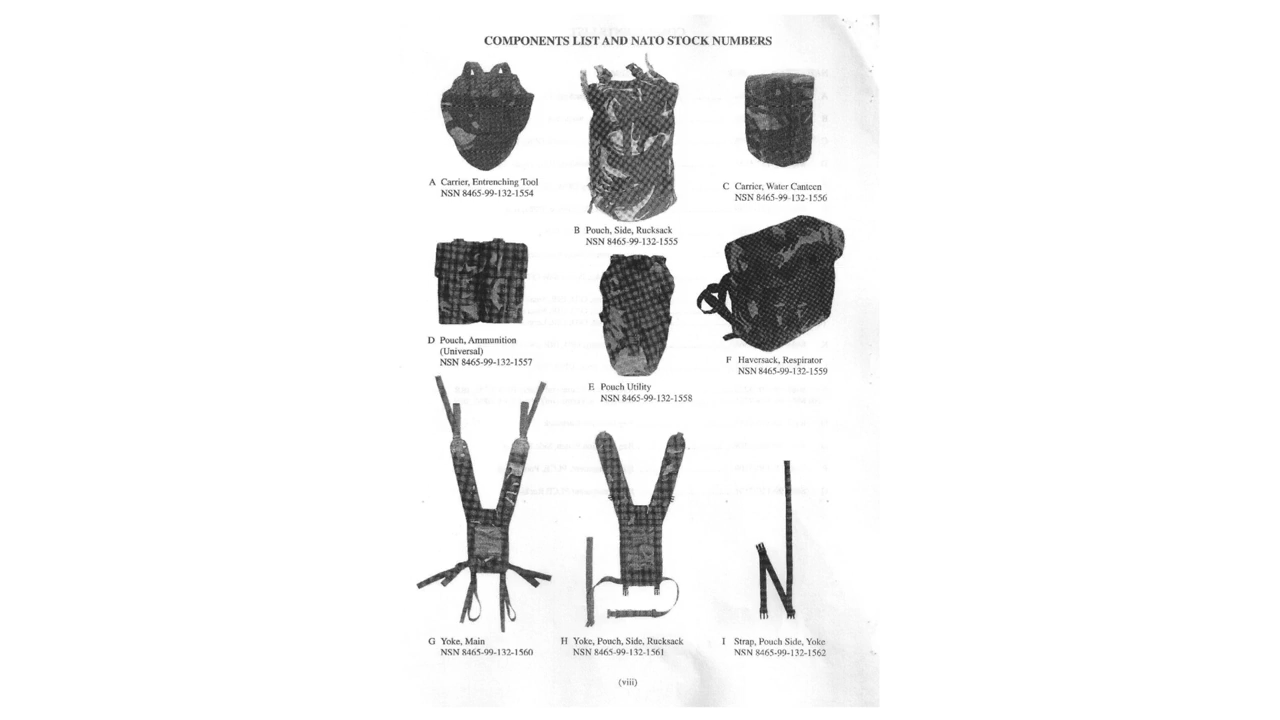 COMPONENTS LIST AND NATO STOCK NUMBERS
A Carrier, Entrenching Tool
NSN 8465-99-132-1554
B Pouch, Side, Rucksack
NSN 8465-99-132-1555
C Carrier, Water Canteen
NSN 8465-99-132-1556
D Pouch, Ammunition
(Universal)
NSN 8465-99-132-1557
E Pouch Utility
NSN 8465-99-132-1558
F Haversack, Respirator
NSN 8465-99-132-1559
G Yoke, Main
NSN 8465-99-132-1560
H Yoke, Pouch, Side, Rucksack
NSN 8465-99-132-1561
I Strap, Pouch Side, Yoke
NSN 8465-99-132-1562
(viii)